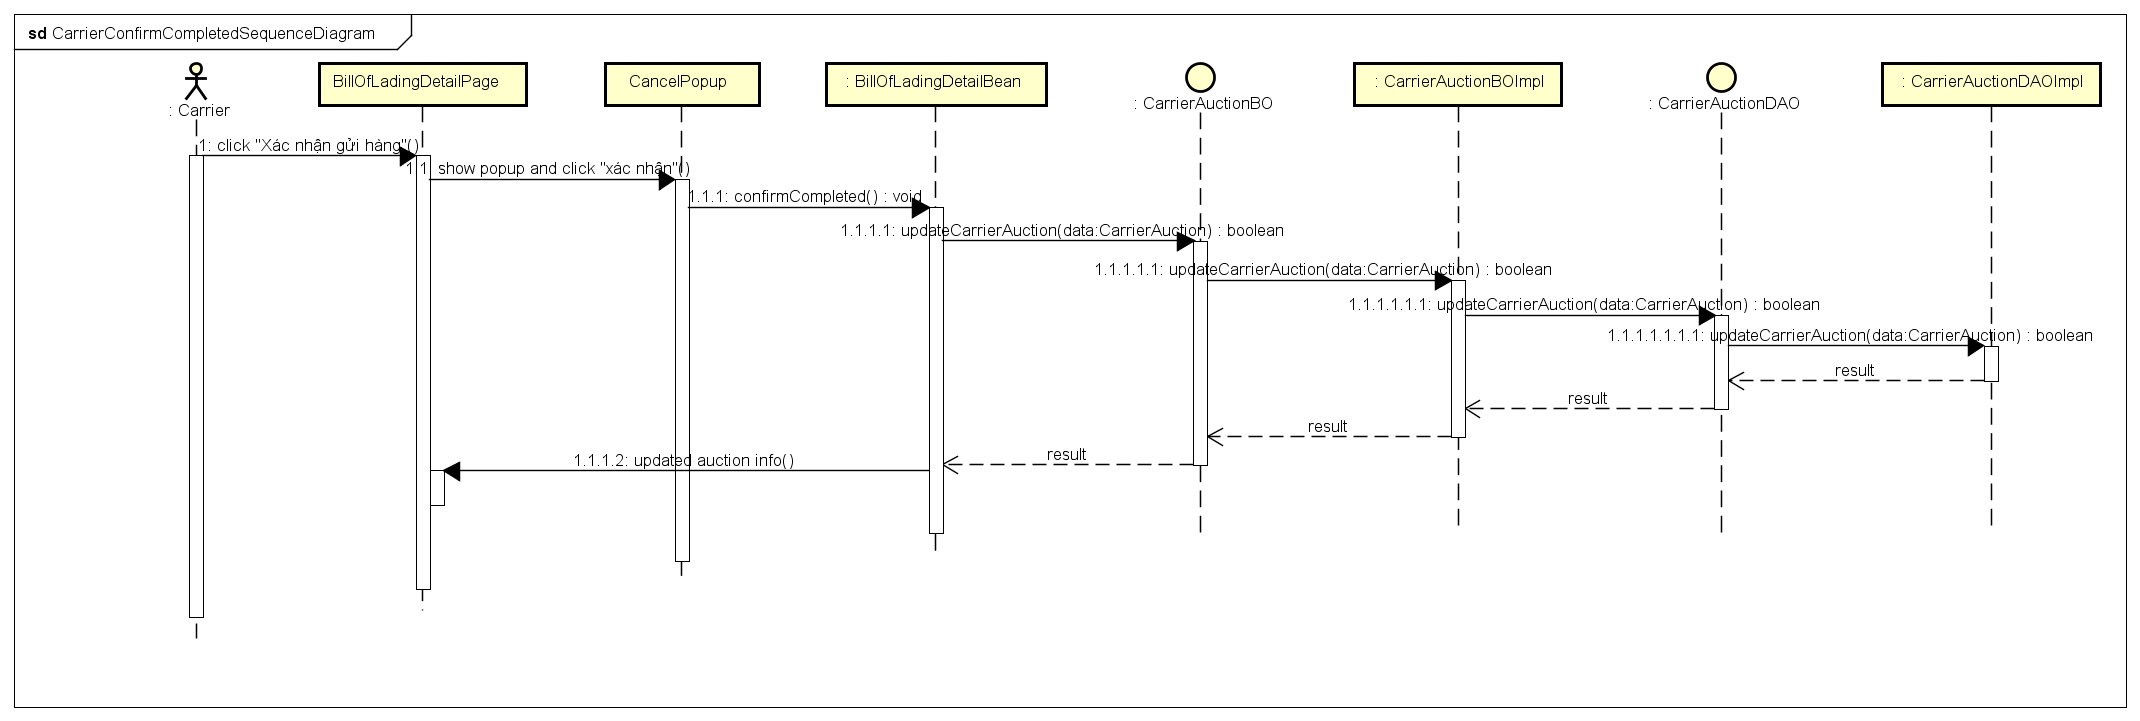 sd CarrierConfirmCompletedSequenceDiagram
: Carrier
BillOfLadingDetailPage
CancelPopup
: BillOfLadingDetailBean
: CarrierAuctionBO
: CarrierAuctionBOImpl
: CarrierAuctionDAO
: CarrierAuctionDAOImpl
1: click "Xác nhận gửi hàng"()
1.1: show popup and click "xác nhận"()
1.1.1: confirmCompleted() : void
1.1.1.1: updateCarrierAuction(data:CarrierAuction) : boolean
1.1.1.1.1: updateCarrierAuction(data:CarrierAuction) : boolean
1.1.1.1.1.1: updateCarrierAuction(data:CarrierAuction) : boolean
1.1.1.1.1.1.1: updateCarrierAuction(data:CarrierAuction) : boolean
result
result
result
result
1.1.1.2: updated auction info()